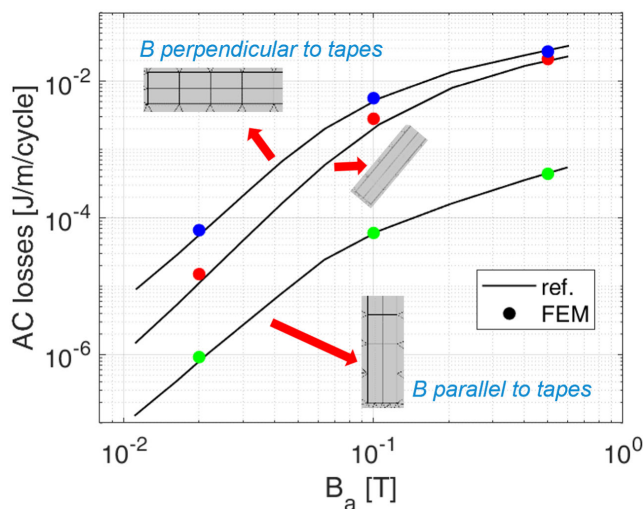 B perpendicular to tapes
10^-2
10^-4
10^-6
AC losses [J/m/cycle]
ref.
FEM
B parallel to tapes
10^-2
10^-1
10^0
B_a [T]